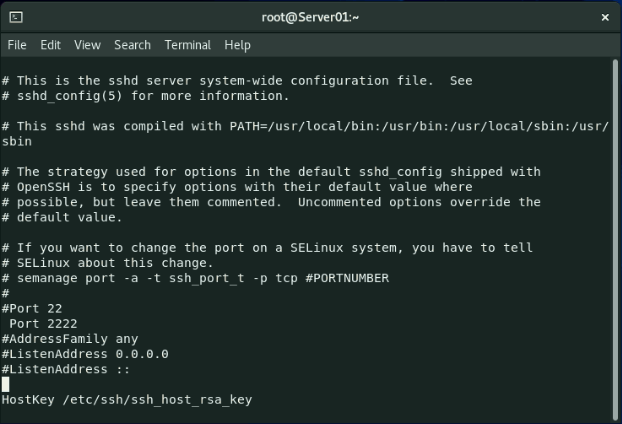 root@Server01:~
File Edit View Search Terminal Help
# This is the sshd server system-wide configuration file.  See
# sshd_config(5) for more information.
# This sshd was compiled with PATH=/usr/local/bin:/usr/bin:/usr/local/sbin:/usr/
sbin
# The strategy used for options in the default sshd_config shipped with
# OpenSSH is to specify options with their default value where
# possible, but leave them commented.  Uncommented options override the
# default value.
# If you want to change the port on a SELinux system, you have to tell
# SELinux about this change.
# semanage port -a -t ssh_port_t -p tcp #PORTNUMBER
#
#Port 22
 Port 2222
#AddressFamily any
#ListenAddress 0.0.0.0
#ListenAddress ::
HostKey /etc/ssh/ssh_host_rsa_key